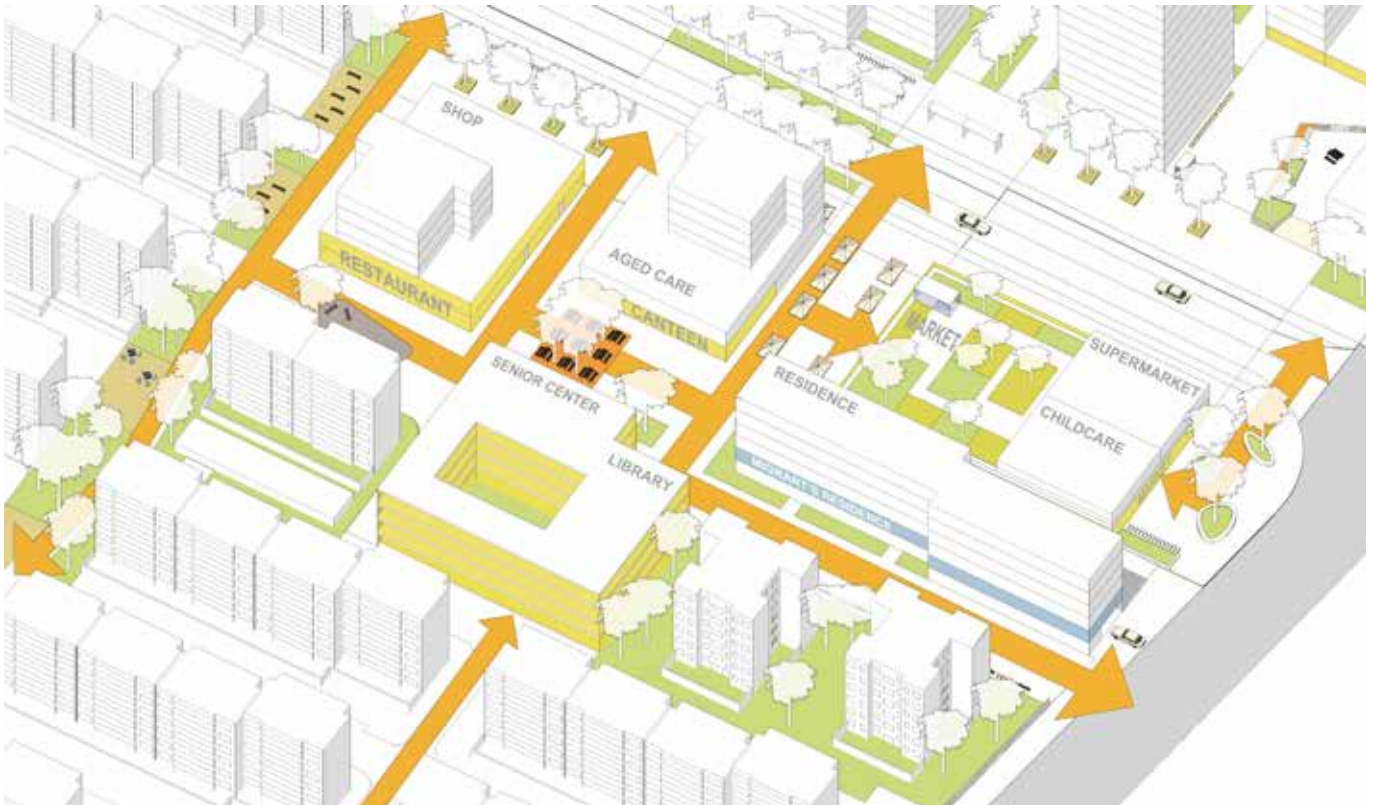 SHOP
RESTAURANT
AGED CARE
CANTEEN
MARKET
SUPERMARKET
CHILDCARE
RESIDENCE
MIGRANT'S RESIDENCE
SENIOR CENTER
LIBRARY